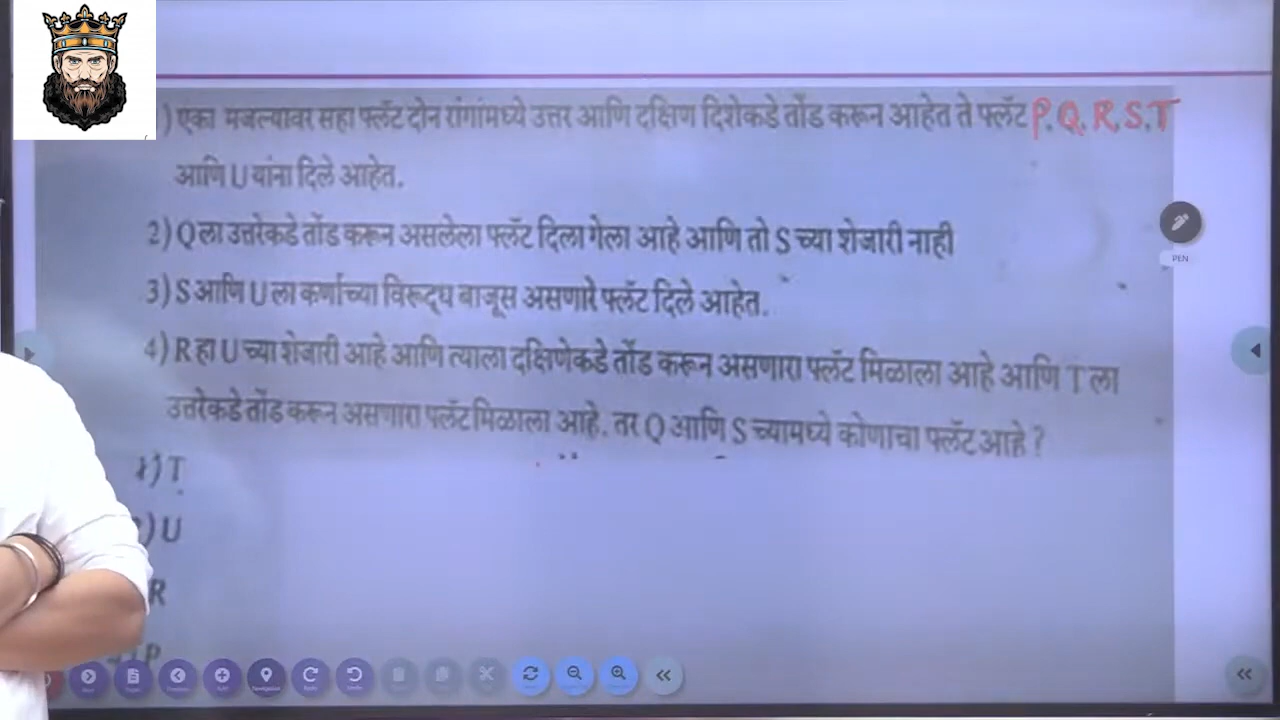 ) एका मजल्यावर सहा फ्लॅट दोन रांगांमध्ये उत्तर आणि दक्षिण दिशेकडे तोंड करून आहेत ते फ्लॅट P. Q. R. S. T
आणि U यांना दिले आहेत.
2) Q ला उत्तरेकडे तोंड करून असलेला फ्लॅट दिला गेला आहे आणि तो S च्या शेजारी नाही
PEN
3) S आणि U ला कर्णाच्या विरूद्ध बाजूस असणारे फ्लॅट दिले आहेत.
4) R हा U च्या शेजारी आहे आणि त्याला दक्षिणेकडे तोंड करून असणारा फ्लॅट मिळाला आहे आणि T ला
उत्तरेकडे तोंड करून असणारा फ्लॅट मिळाला आहे. तर Q आणि S च्यामध्ये कोणाचा फ्लॅट आहे ?
1) T
) U
R
P